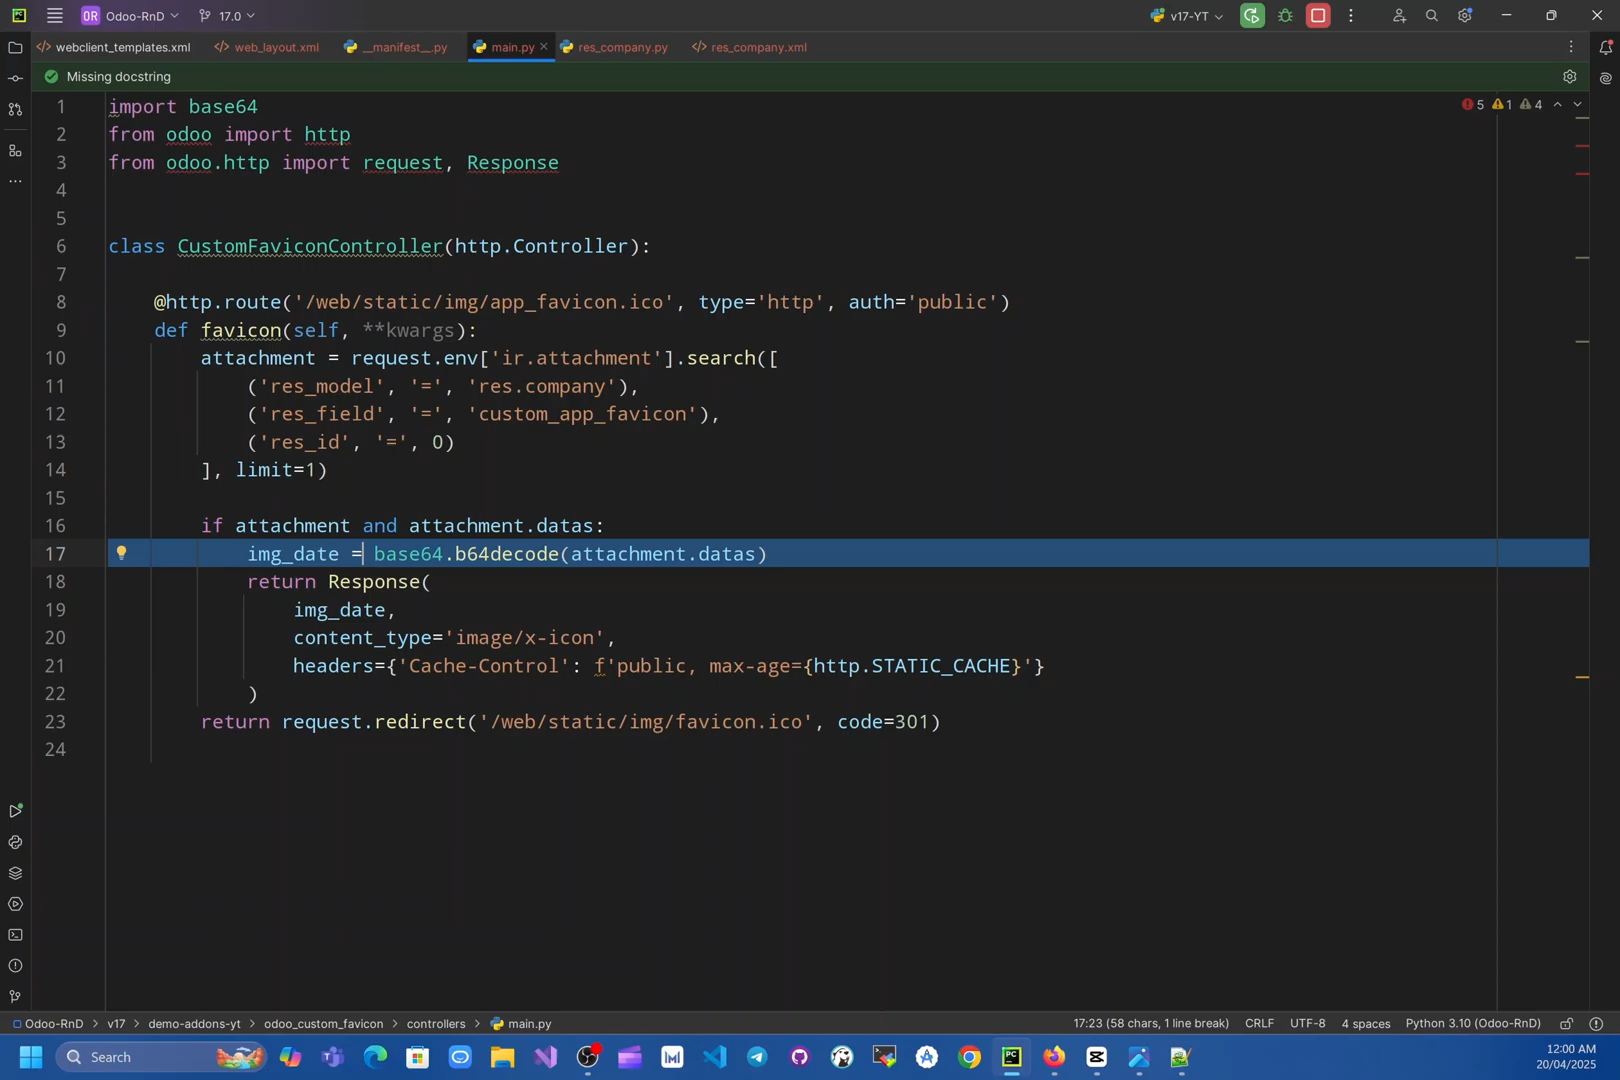 OR Odoo-RnD 17.0 v17-YT
webclient_templates.xml web_layout.xml __manifest__.py main.py res_company.py res_company.xml
Missing docstring
5 1 4
1 import base64
2 from odoo import http
3 from odoo.http import request, Response
4
5
6 class CustomFaviconController(http.Controller):
7
8 @http.route('/web/static/img/app_favicon.ico', type='http', auth='public')
9 def favicon(self, **kwargs):
10 attachment = request.env['ir.attachment'].search([
11 ('res_model', '=', 'res.company'),
12 ('res_field', '=', 'custom_app_favicon'),
13 ('res_id', '=', 0)
14 ], limit=1)
15
16 if attachment and attachment.datas:
17 img_date = base64.b64decode(attachment.datas)
18 return Response(
19 img_date,
20 content_type='image/x-icon',
21 headers={'Cache-Control': f'public, max-age={http.STATIC_CACHE}'}
22 )
23 return request.redirect('/web/static/img/favicon.ico', code=301)
24
Odoo-RnD > v17 > demo-addons-yt > odoo_custom_favicon > controllers > main.py 17:23 (58 chars, 1 line break) CRLF UTF-8 4 spaces Python 3.10 (Odoo-RnD)
Search
12:00 AM
20/04/2025